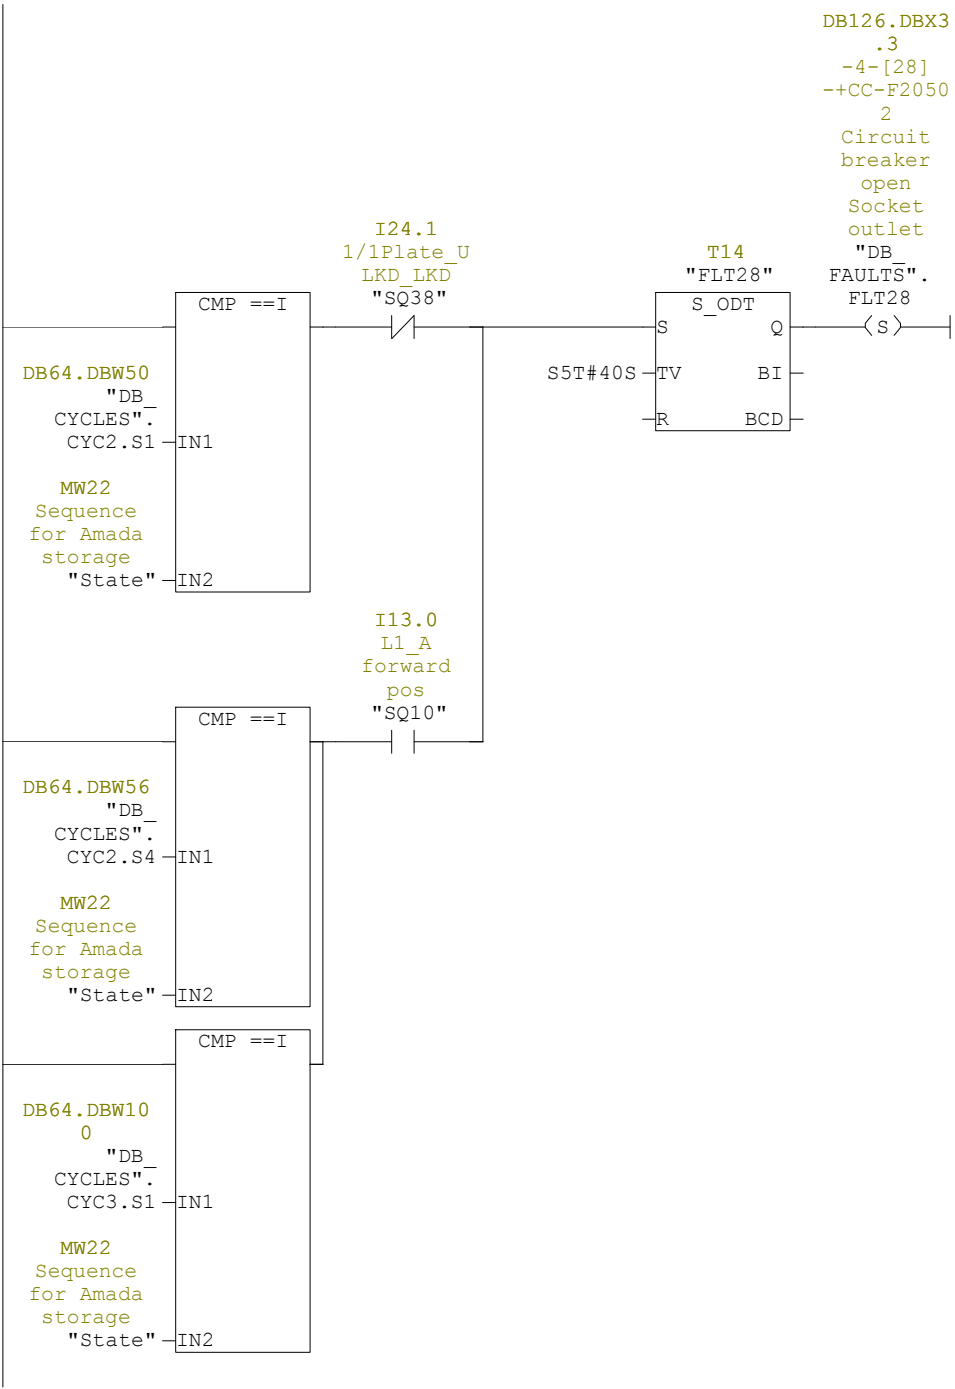 DB126.DBX3
.3
-4-[28]
-+CC-F2050
2
Circuit
breaker
open
Socket
outlet
"DB_
FAULTS".
FLT28
S
I24.1
1/1Plate_U
LKD_LKD
"SQ38"
T14
"FLT28"
S_ODT
S
Q
S5T#40S
TV
BI
R
BCD
CMP ==I
DB64.DBW50
"DB_
CYCLES".
CYC2.S1
IN1
MW22
Sequence
for Amada
storage
"State"
IN2
I13.0
L1_A
forward
pos
"SQ10"
CMP ==I
DB64.DBW56
"DB_
CYCLES".
CYC2.S4
IN1
MW22
Sequence
for Amada
storage
"State"
IN2
CMP ==I
DB64.DBW10
0
"DB_
CYCLES".
CYC3.S1
IN1
MW22
Sequence
for Amada
storage
"State"
IN2